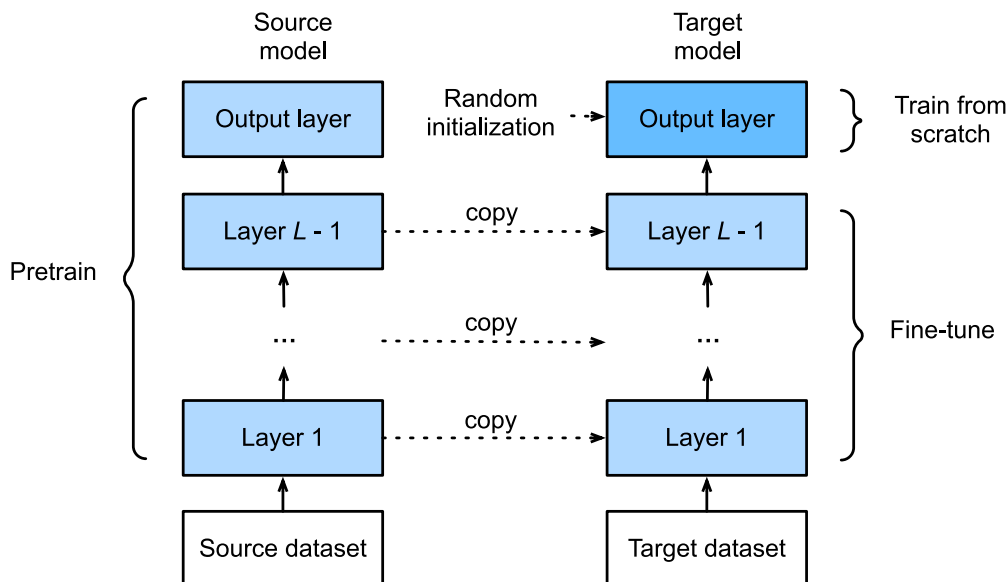 Source
model
Target
model
Output layer
Random
initialization
Output layer
Train from
scratch
Layer L - 1
copy
Layer L - 1
Pretrain
...
copy
...
Fine-tune
Layer 1
copy
Layer 1
Source dataset
Target dataset